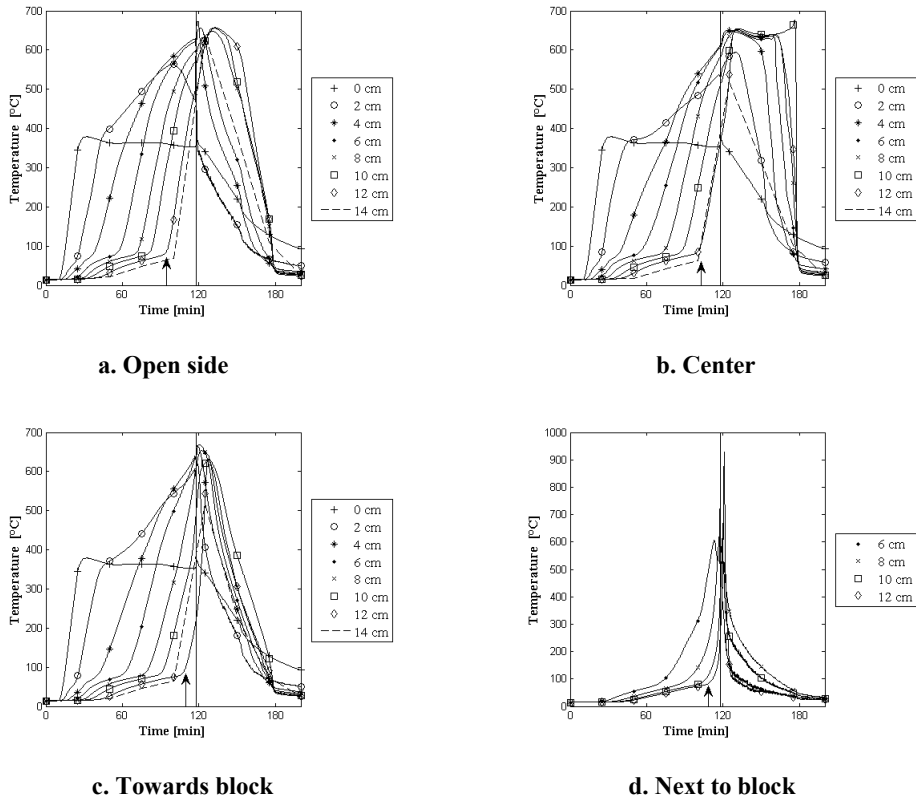 700
600
500
400
300
200
100
0
Temperature [°C]
0 60 120 180
Time [min]
0 cm
2 cm
4 cm
6 cm
8 cm
10 cm
12 cm
14 cm
a. Open side
700
600
500
400
300
200
100
0
Temperature [°C]
0 60 120 180
Time [min]
0 cm
2 cm
4 cm
6 cm
8 cm
10 cm
12 cm
14 cm
b. Center
700
600
500
400
300
200
100
0
Temperature [°C]
0 60 120 180
Time [min]
0 cm
2 cm
4 cm
6 cm
8 cm
10 cm
12 cm
14 cm
c. Towards block
1000
900
800
700
600
500
400
300
200
100
0
Temperature [°C]
0 60 120 180
Time [min]
6 cm
8 cm
10 cm
12 cm
d. Next to block